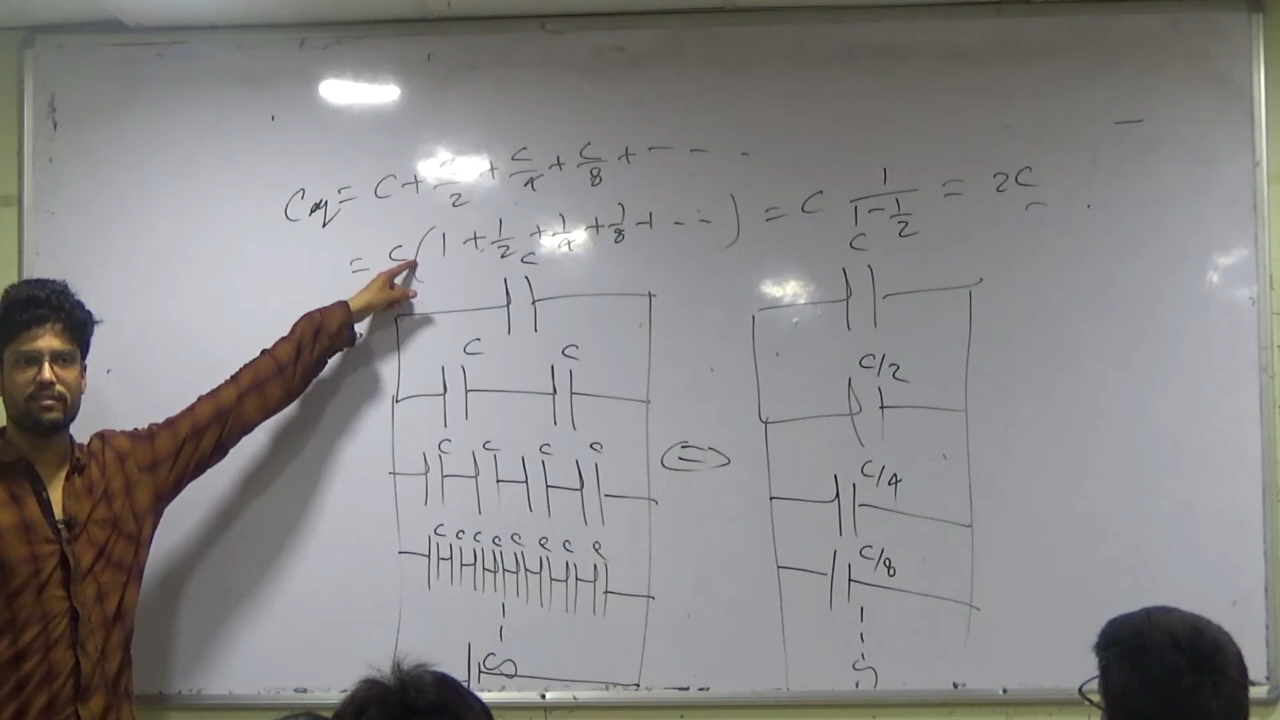 Ceq = C + C/2 + C/4 + C/8 + - - - -
= C ( 1 + 1/2 + 1/4 + 1/8 + - - - ) = C 1/(1 - 1/2) = 2C
C
C C
C C C C
C C C C C C C C
∞
C
C/2
C/4
C/8